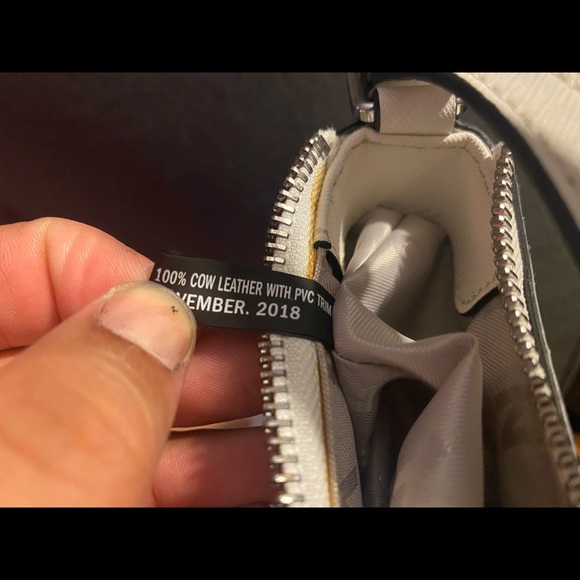 100% COW LEATHER WITH PVC TRIM
VEMBER. 2018